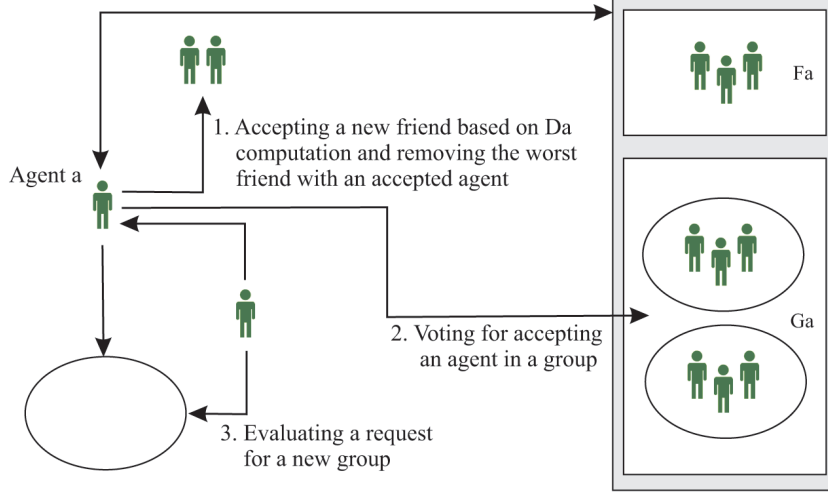 Fa
1. Accepting a new friend based on Da
computation and removing the worst
friend with an accepted agent
Agent a
Ga
2. Voting for accepting
an agent in a group
3. Evaluating a request
for a new group